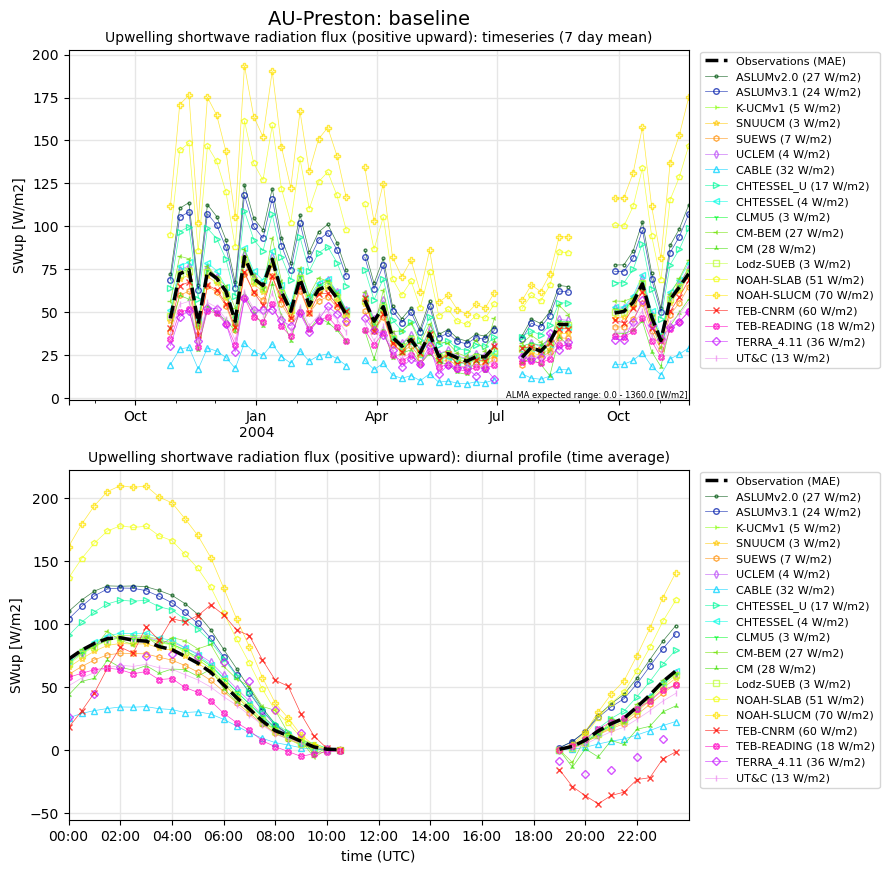 AU-Preston: baseline
Upwelling shortwave radiation flux (positive upward): timeseries (7 day mean)
SWup [W/m2]
200
175
150
125
100
75
50
25
0
Oct
Jan
2004
Apr
Jul
Oct
ALMA expected range: 0.0 - 1360.0 [W/m2]
Observations (MAE)
ASLUMv2.0 (27 W/m2)
ASLUMv3.1 (24 W/m2)
K-UCMv1 (5 W/m2)
SNUUCM (3 W/m2)
SUEWS (7 W/m2)
UCLEM (4 W/m2)
CABLE (32 W/m2)
CHTESSEL_U (17 W/m2)
CHTESSEL (4 W/m2)
CLMU5 (3 W/m2)
CM-BEM (27 W/m2)
CM (28 W/m2)
Lodz-SUEB (3 W/m2)
NOAH-SLAB (51 W/m2)
NOAH-SLUCM (70 W/m2)
TEB-CNRM (60 W/m2)
TEB-READING (18 W/m2)
TERRA_4.11 (36 W/m2)
UT&C (13 W/m2)
Upwelling shortwave radiation flux (positive upward): diurnal profile (time average)
SWup [W/m2]
200
150
100
50
0
−50
00:00
02:00
04:00
06:00
08:00
10:00
12:00
14:00
16:00
18:00
20:00
22:00
time (UTC)
Observation (MAE)
ASLUMv2.0 (27 W/m2)
ASLUMv3.1 (24 W/m2)
K-UCMv1 (5 W/m2)
SNUUCM (3 W/m2)
SUEWS (7 W/m2)
UCLEM (4 W/m2)
CABLE (32 W/m2)
CHTESSEL_U (17 W/m2)
CHTESSEL (4 W/m2)
CLMU5 (3 W/m2)
CM-BEM (27 W/m2)
CM (28 W/m2)
Lodz-SUEB (3 W/m2)
NOAH-SLAB (51 W/m2)
NOAH-SLUCM (70 W/m2)
TEB-CNRM (60 W/m2)
TEB-READING (18 W/m2)
TERRA_4.11 (36 W/m2)
UT&C (13 W/m2)